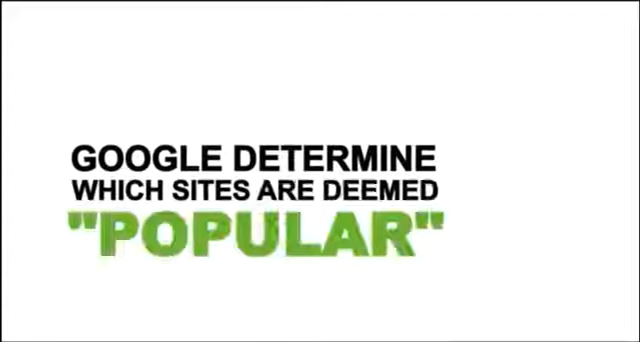 GOOGLE DETERMINE
WHICH SITES ARE DEEMED
"POPULAR"